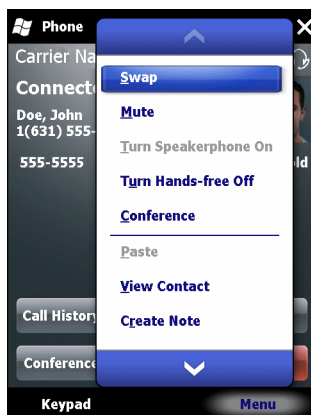 Phone
Carrier Na
Connect
Doe, John
1(631) 555-
555-5555
ld
Swap
Mute
Turn Speakerphone On
Turn Hands-free Off
Conference
Paste
View Contact
Create Note
Call History
Conference
Keypad
Menu